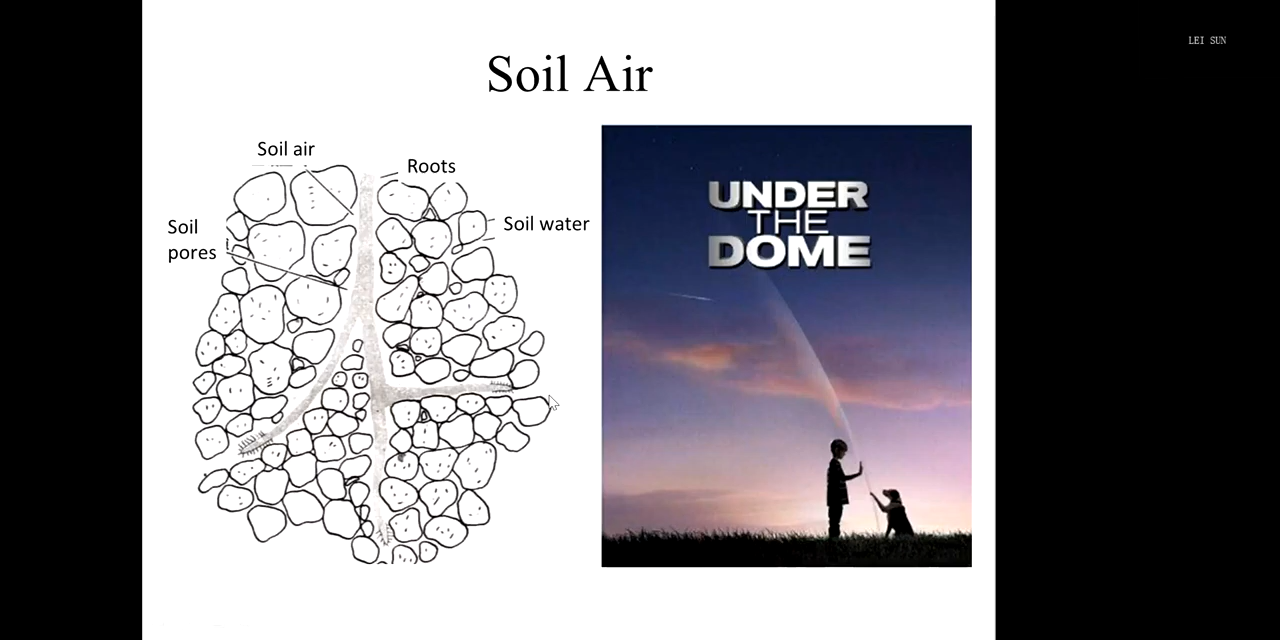 LEI SUN
Soil Air
Soil air
Roots
Soil
pores
Soil water
UNDER
THE
DOME